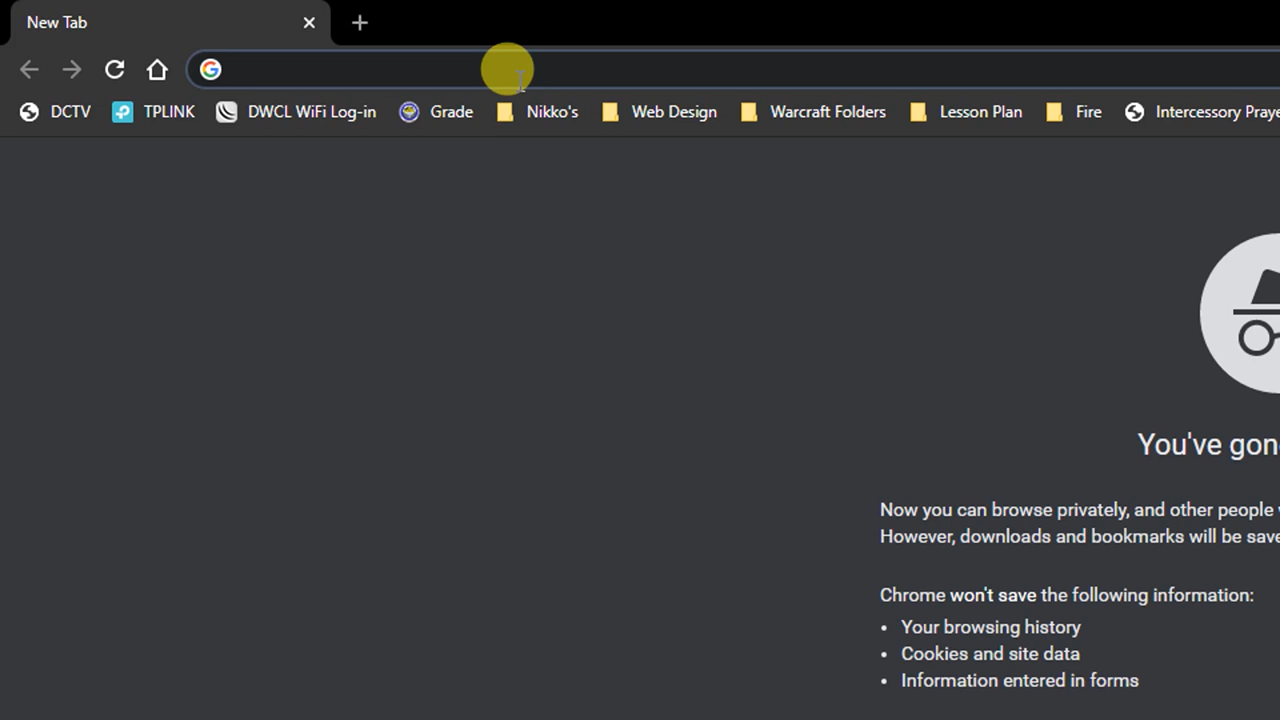 New Tab
DCTV TPLINK DWCL WiFi Log-in Grade Nikko's Web Design Warcraft Folders Lesson Plan Fire Intercessory Praye
You've gon
Now you can browse privately, and other people
However, downloads and bookmarks will be save
Chrome won't save the following information:
• Your browsing history
• Cookies and site data
• Information entered in forms